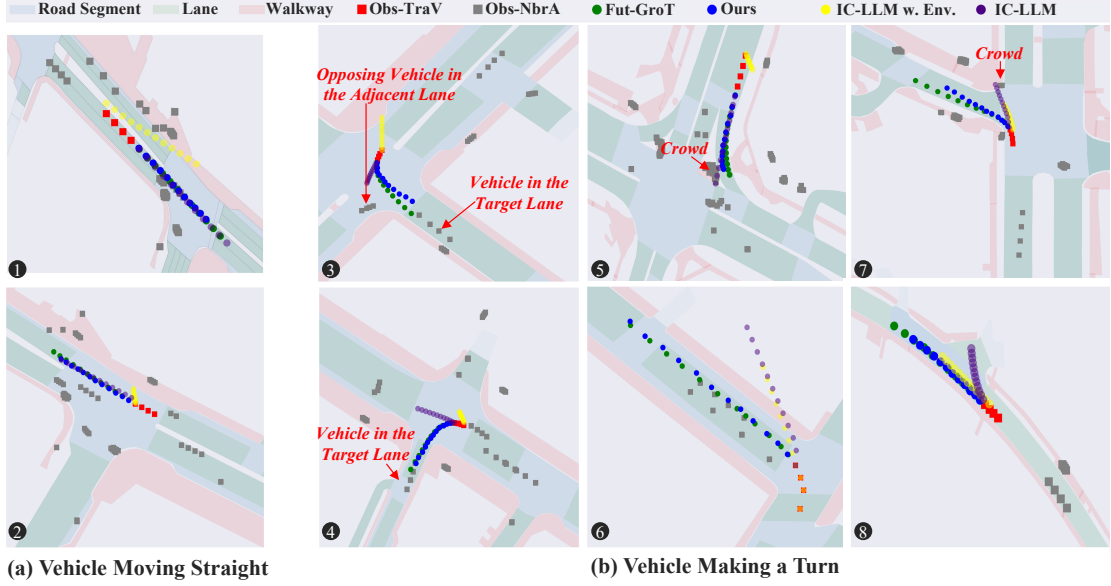 Road Segment Lane Walkway Obs-TraV Obs-NbrA Fut-GroT Ours IC-LLM w. Env. IC-LLM
1
3
Opposing Vehicle in
the Adjacent Lane
Vehicle in the
Target Lane
5
Crowd
7
Crowd
2
4
Vehicle in the
Target Lane
6
8
(a) Vehicle Moving Straight
(b) Vehicle Making a Turn